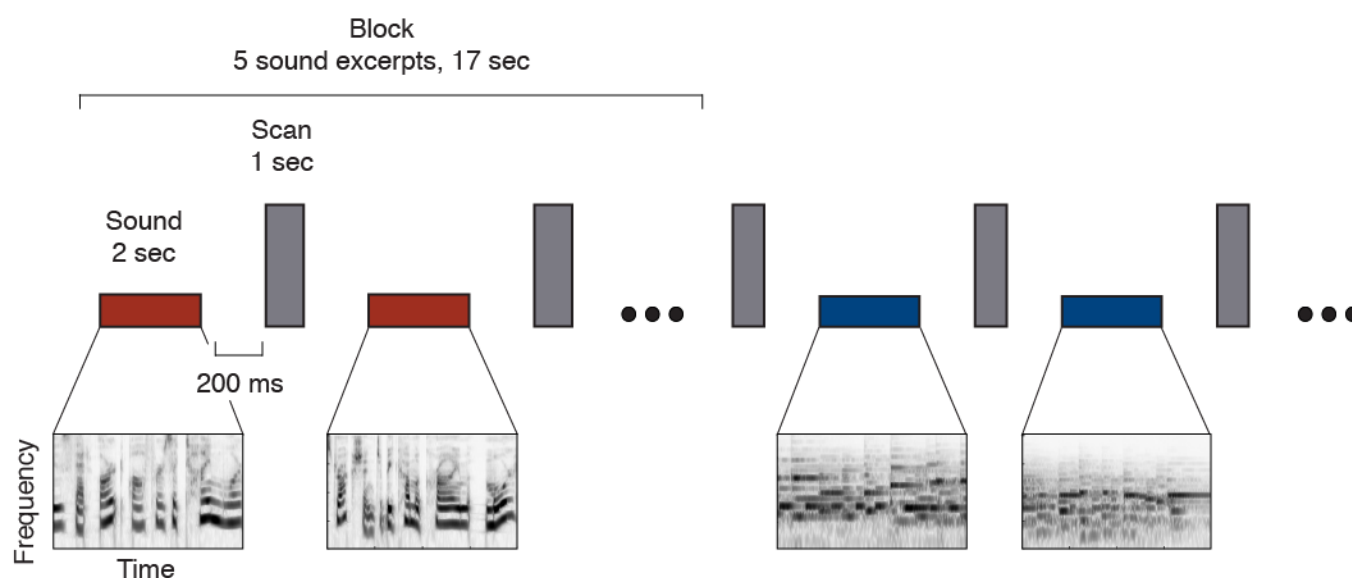 Block
5 sound excerpts, 17 sec
Scan
1 sec
Sound
2 sec
200 ms
Frequency
Time